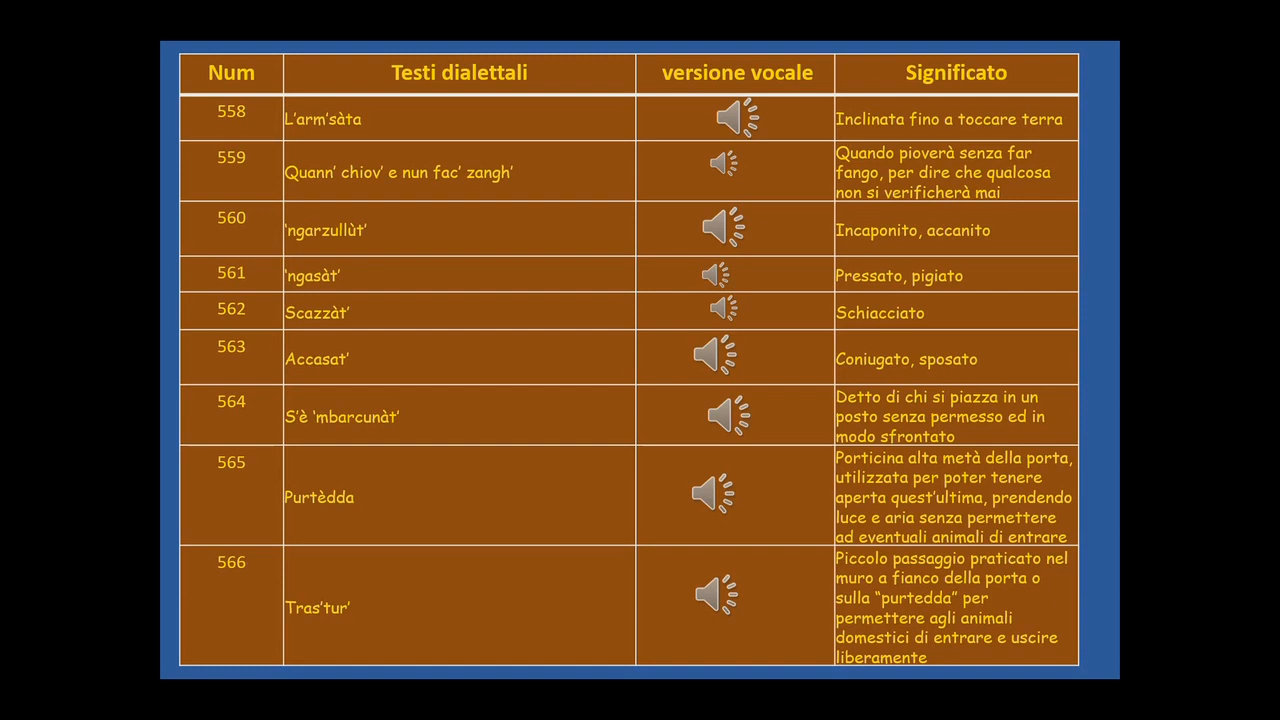 Num Testi dialettali versione vocale Significato
558 L'arm'sàta Inclinata fino a toccare terra
559 Quann' chiov' e nun fac' zangh' Quando pioverà senza far
fango, per dire che qualcosa
non si verificherà mai
560 'ngarzullùt' Incaponito, accanito
561 'ngasàt' Pressato, pigiato
562 Scazzàt' Schiacciato
563 Accasat' Coniugato, sposato
564 S'è 'mbarcunàt' Detto di chi si piazza in un
posto senza permesso ed in
modo sfrontato
565 Purtèdda Porticina alta metà della porta,
utilizzata per poter tenere
aperta quest'ultima, prendendo
luce e aria senza permettere
ad eventuali animali di entrare
566 Tras'tur' Piccolo passaggio praticato nel
muro a fianco della porta o
sulla “purtedda” per
permettere agli animali
domestici di entrare e uscire
liberamente